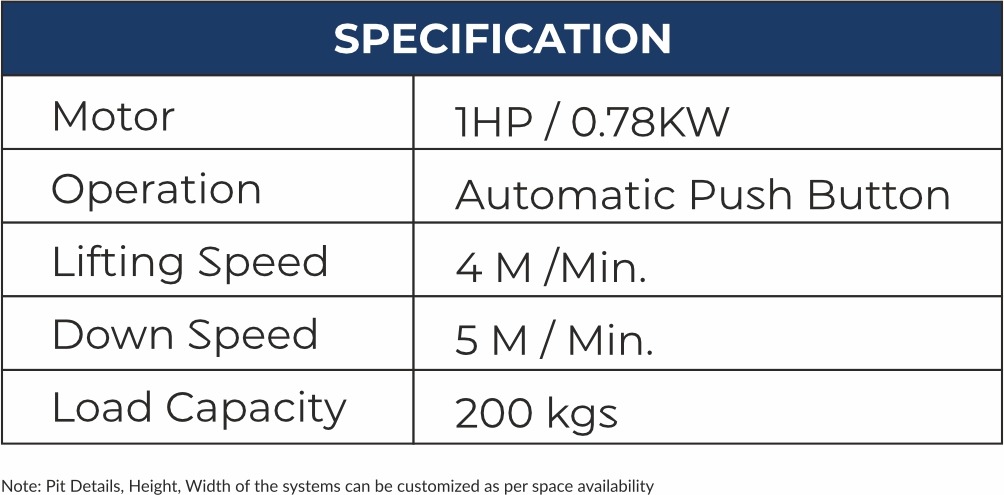 SPECIFICATION
Motor 1HP / 0.78KW
Operation Automatic Push Button
Lifting Speed 4 M /Min.
Down Speed 5 M / Min.
Load Capacity 200 kgs
Note: Pit Details, Height, Width of the systems can be customized as per space availability